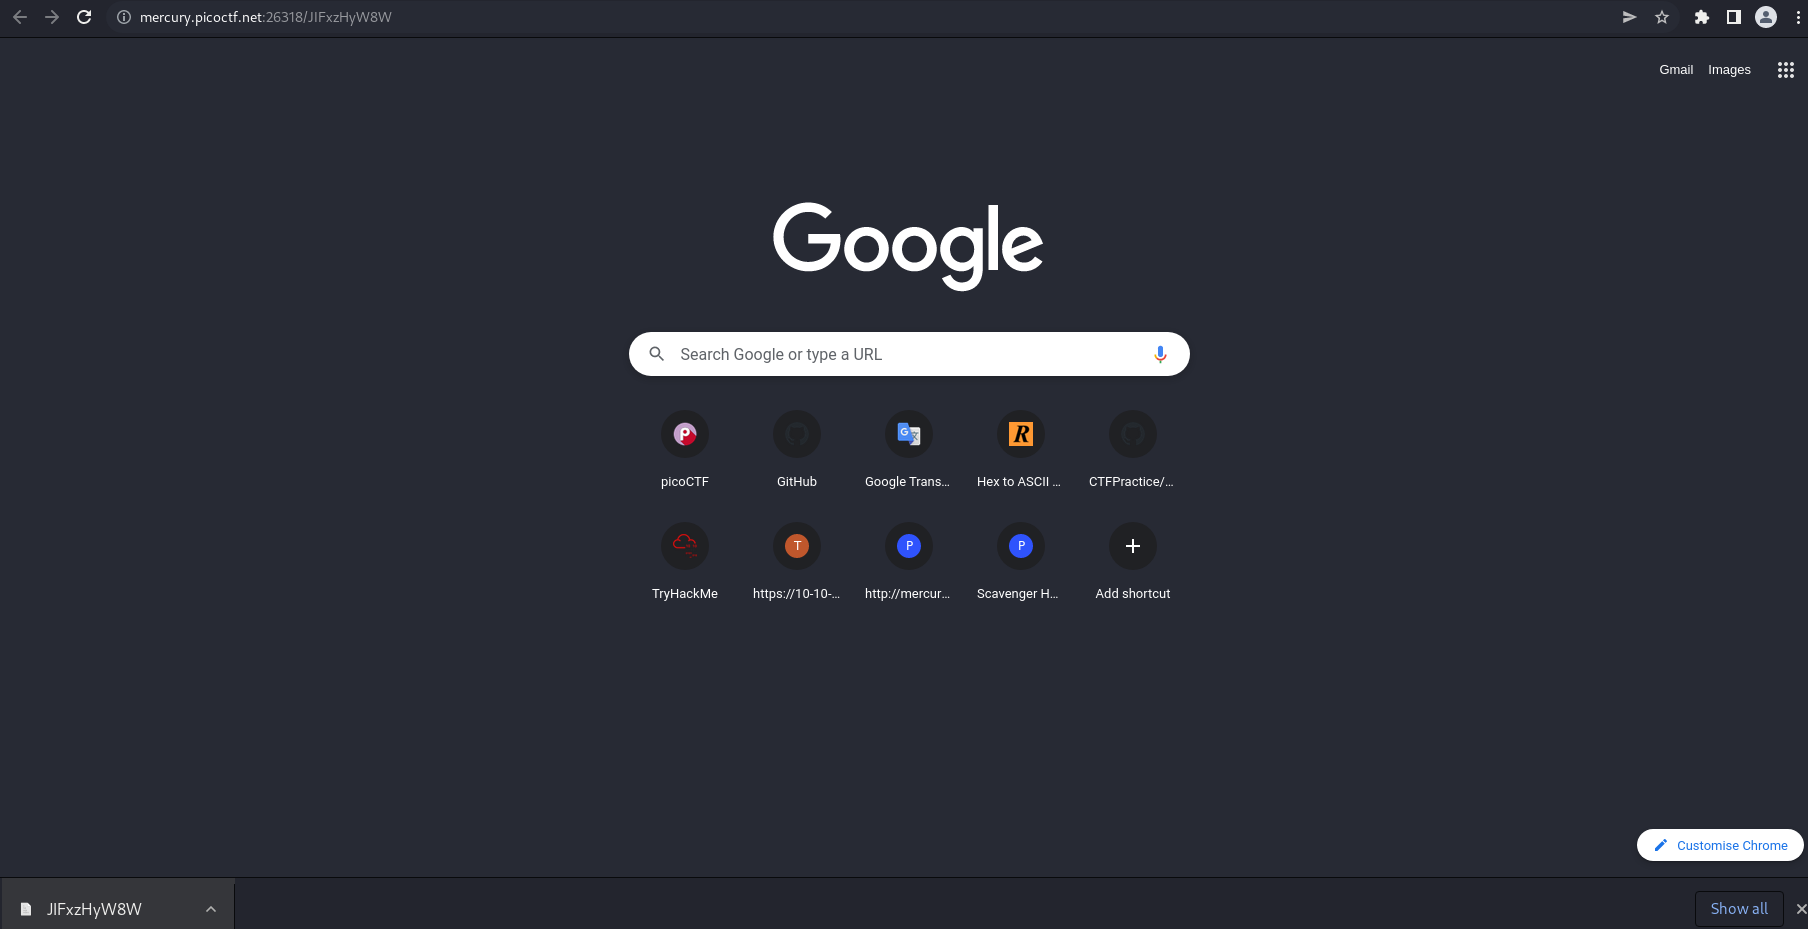 mercury.picoctf.net:26318/JIFxzHyW8W
Gmail Images
Google
Search Google or type a URL
picoCTF GitHub Google Trans... Hex to ASCII ... CTFPractice/...
TryHackMe https://10-10-... http://mercur... Scavenger H... Add shortcut
Customise Chrome
JIFxzHyW8W
Show all